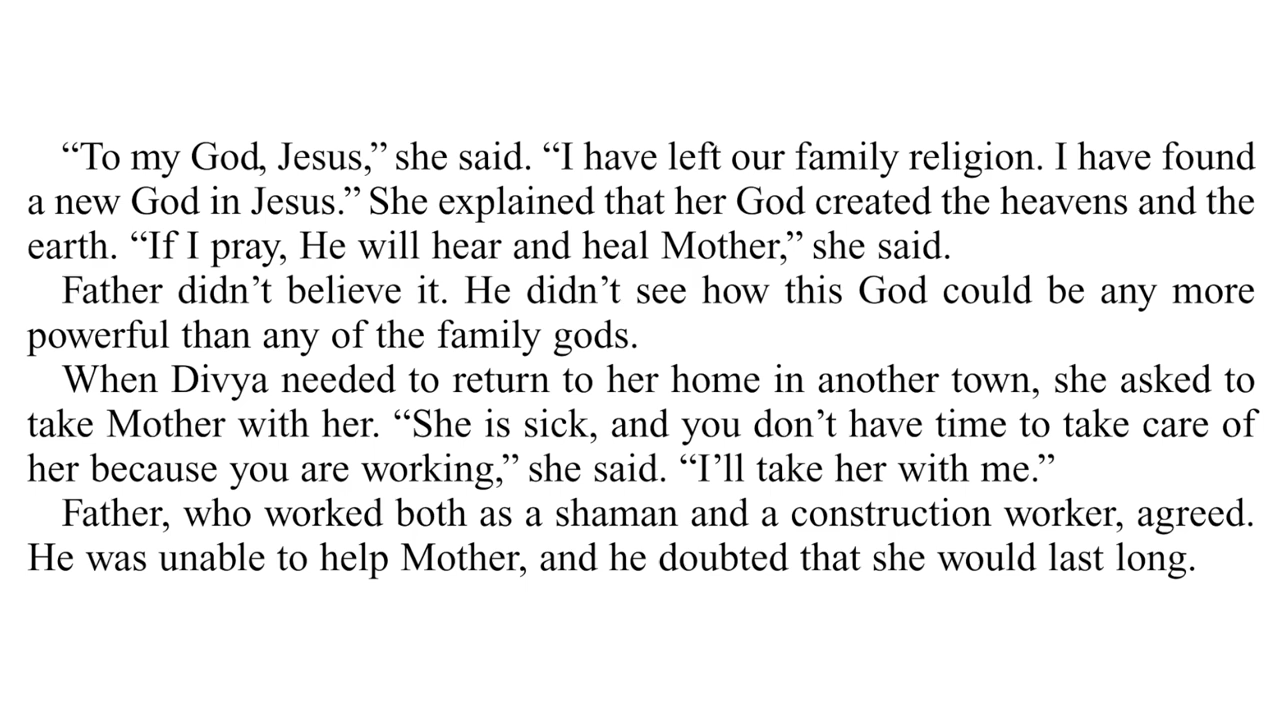 “To my God, Jesus,” she said. “I have left our family religion. I have found
a new God in Jesus.” She explained that her God created the heavens and the
earth. “If I pray, He will hear and heal Mother,” she said.
Father didn’t believe it. He didn’t see how this God could be any more
powerful than any of the family gods.
When Divya needed to return to her home in another town, she asked to
take Mother with her. “She is sick, and you don’t have time to take care of
her because you are working,” she said. “I’ll take her with me.”
Father, who worked both as a shaman and a construction worker, agreed.
He was unable to help Mother, and he doubted that she would last long.